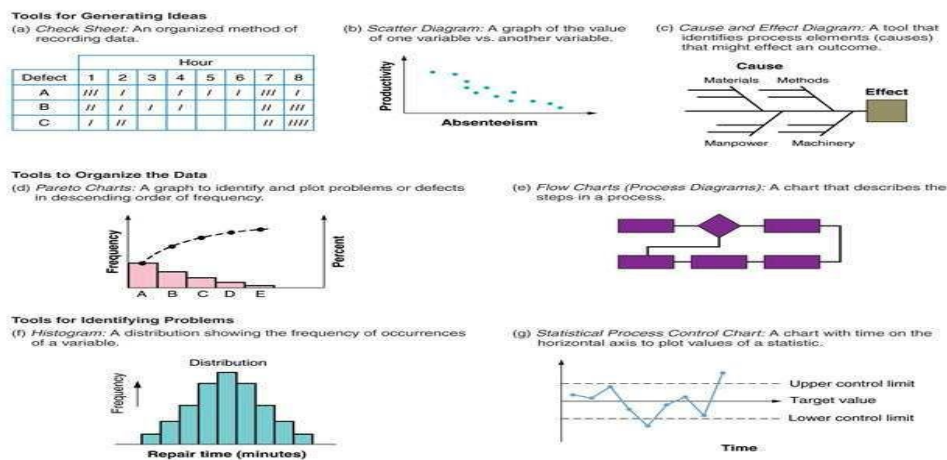 Tools for Generating Ideas
(a) Check Sheet: An organized method of
recording data.
Hour
Defect 1 2 3 4 5 6 7 8
A /// / / / / /// /
B // / / / // ///
C / // // ////
(b) Scatter Diagram: A graph of the value
of one variable vs. another variable.
Productivity
Absenteeism
(c) Cause and Effect Diagram: A tool that
identifies process elements (causes)
that might effect an outcome.
Cause
Materials Methods
Effect
Manpower Machinery
Tools to Organize the Data
(d) Pareto Charts: A graph to identify and plot problems or defects
in descending order of frequency.
Frequency
Percent
A B C D E
(e) Flow Charts (Process Diagrams): A chart that describes the
steps in a process.
Tools for Identifying Problems
(f) Histogram: A distribution showing the frequency of occurrences
of a variable.
Distribution
Frequency
Repair time (minutes)
(g) Statistical Process Control Chart: A chart with time on the
horizontal axis to plot values of a statistic.
Upper control limit
Target value
Lower control limit
Time